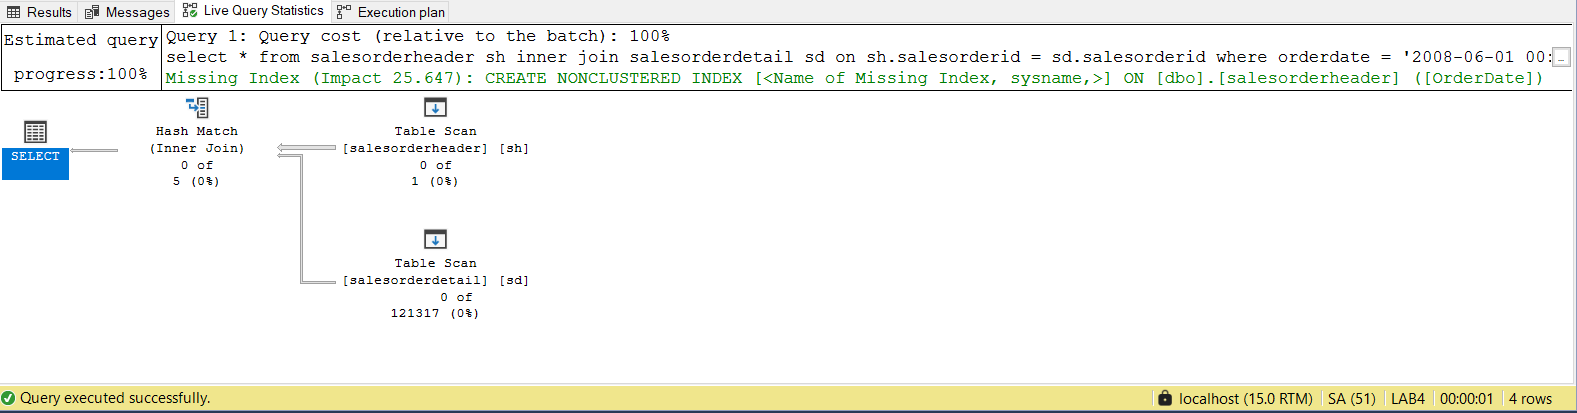 Results Messages Live Query Statistics Execution plan
Estimated query
progress:100%
Query 1: Query cost (relative to the batch): 100%
select * from salesorderheader sh inner join salesorderdetail sd on sh.salesorderid = sd.salesorderid where orderdate = '2008-06-01 00:
Missing Index (Impact 25.647): CREATE NONCLUSTERED INDEX [<Name of Missing Index, sysname,>] ON [dbo].[salesorderheader] ([OrderDate])
SELECT
Hash Match
(Inner Join)
0 of
5 (0%)
Table Scan
[salesorderheader] [sh]
0 of
1 (0%)
Table Scan
[salesorderdetail] [sd]
0 of
121317 (0%)
Query executed successfully.
localhost (15.0 RTM) SA (51) LAB4 00:00:01 4 rows